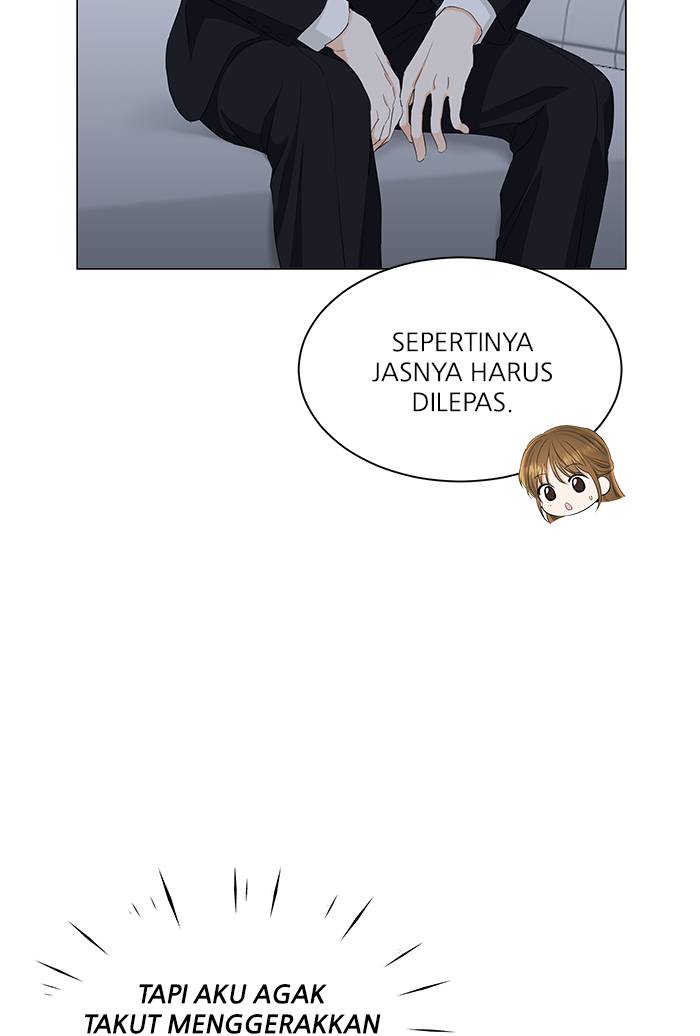 SEPERTINYA
JASNYA HARUS
DILEPAS.
TAPI AKU AGAK
TAKUT MENGGERAKKAN